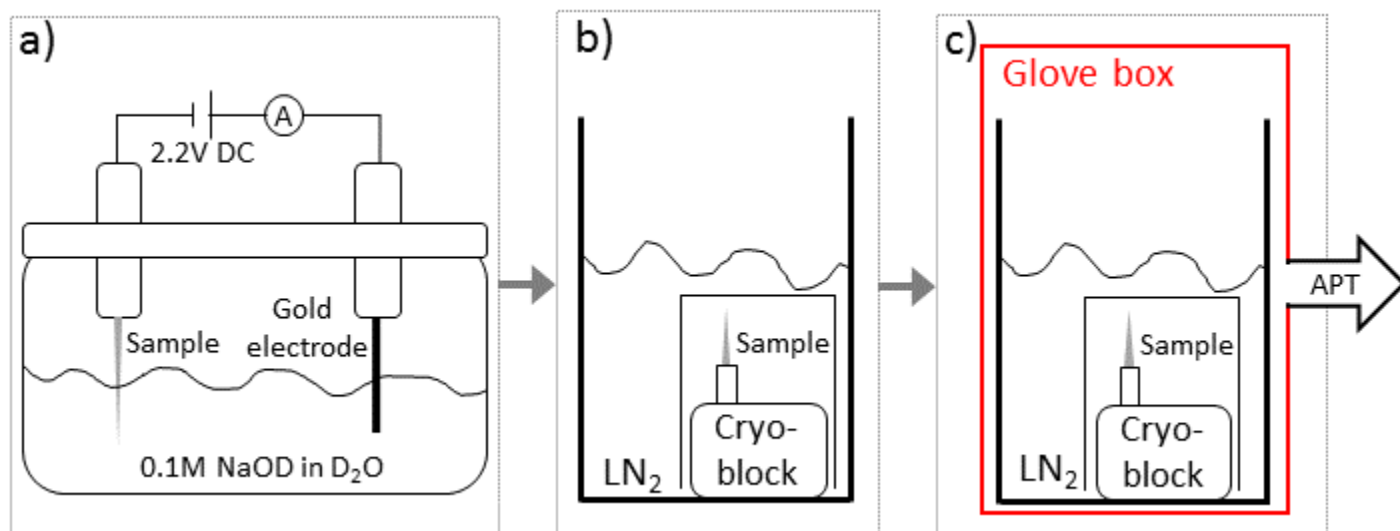 a)
A
2.2V DC
Gold
electrode
Sample
0.1M NaOD in D₂O
b)
Sample
Cryo-
block
LN₂
c)
Glove box
Sample
Cryo-
block
LN₂
APT